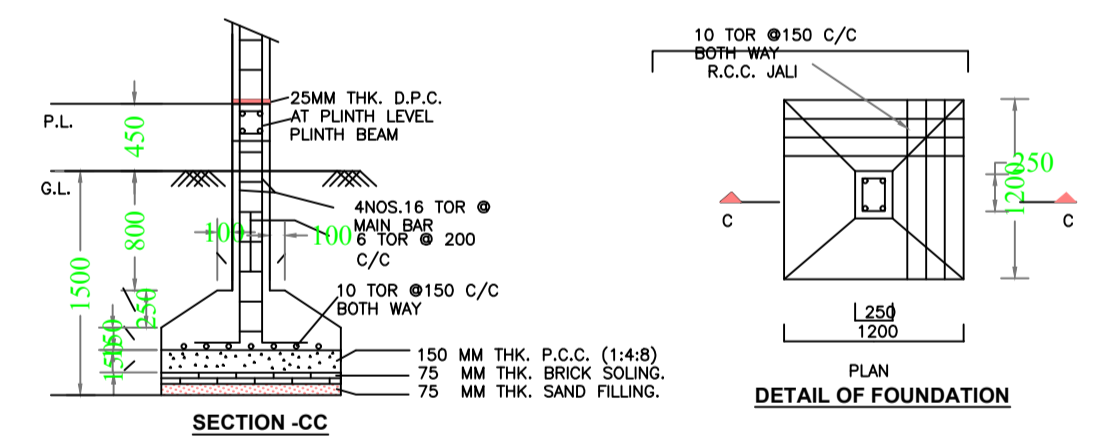 P.L.
450
G.L.
1500
800
250
150
150
100
100
25MM THK. D.P.C.
AT PLINTH LEVEL
PLINTH BEAM
4NOS.16 TOR @
MAIN BAR
6 TOR @ 200
C/C
10 TOR @150 C/C
BOTH WAY
150 MM THK. P.C.C. (1:4:8)
75 MM THK. BRICK SOLING.
75 MM THK. SAND FILLING.
SECTION -CC
10 TOR @150 C/C
BOTH WAY
R.C.C. JALI
250
1200
C
C
250
1200
PLAN
DETAIL OF FOUNDATION